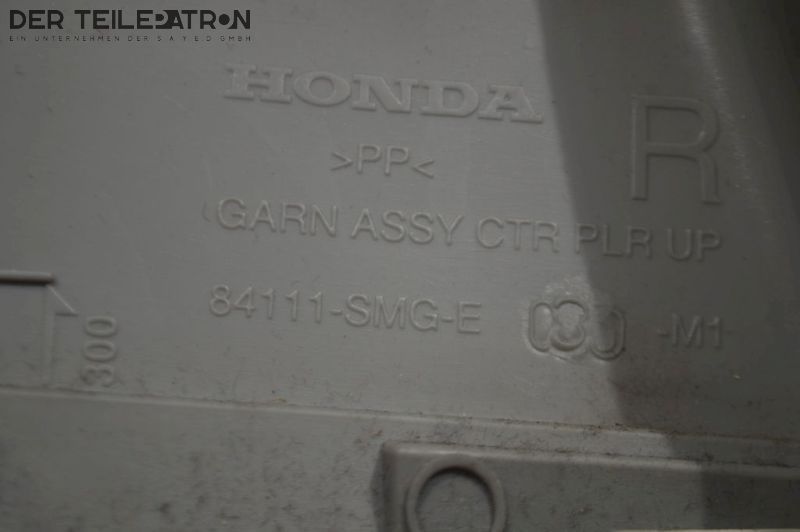 DER TEILEPATRON
EIN UNTERNEHMEN DER S A Y E D GMBH
HONDA
>PP<
R
GARN ASSY CTR PLR UP
84111-SMG-E -M1
300